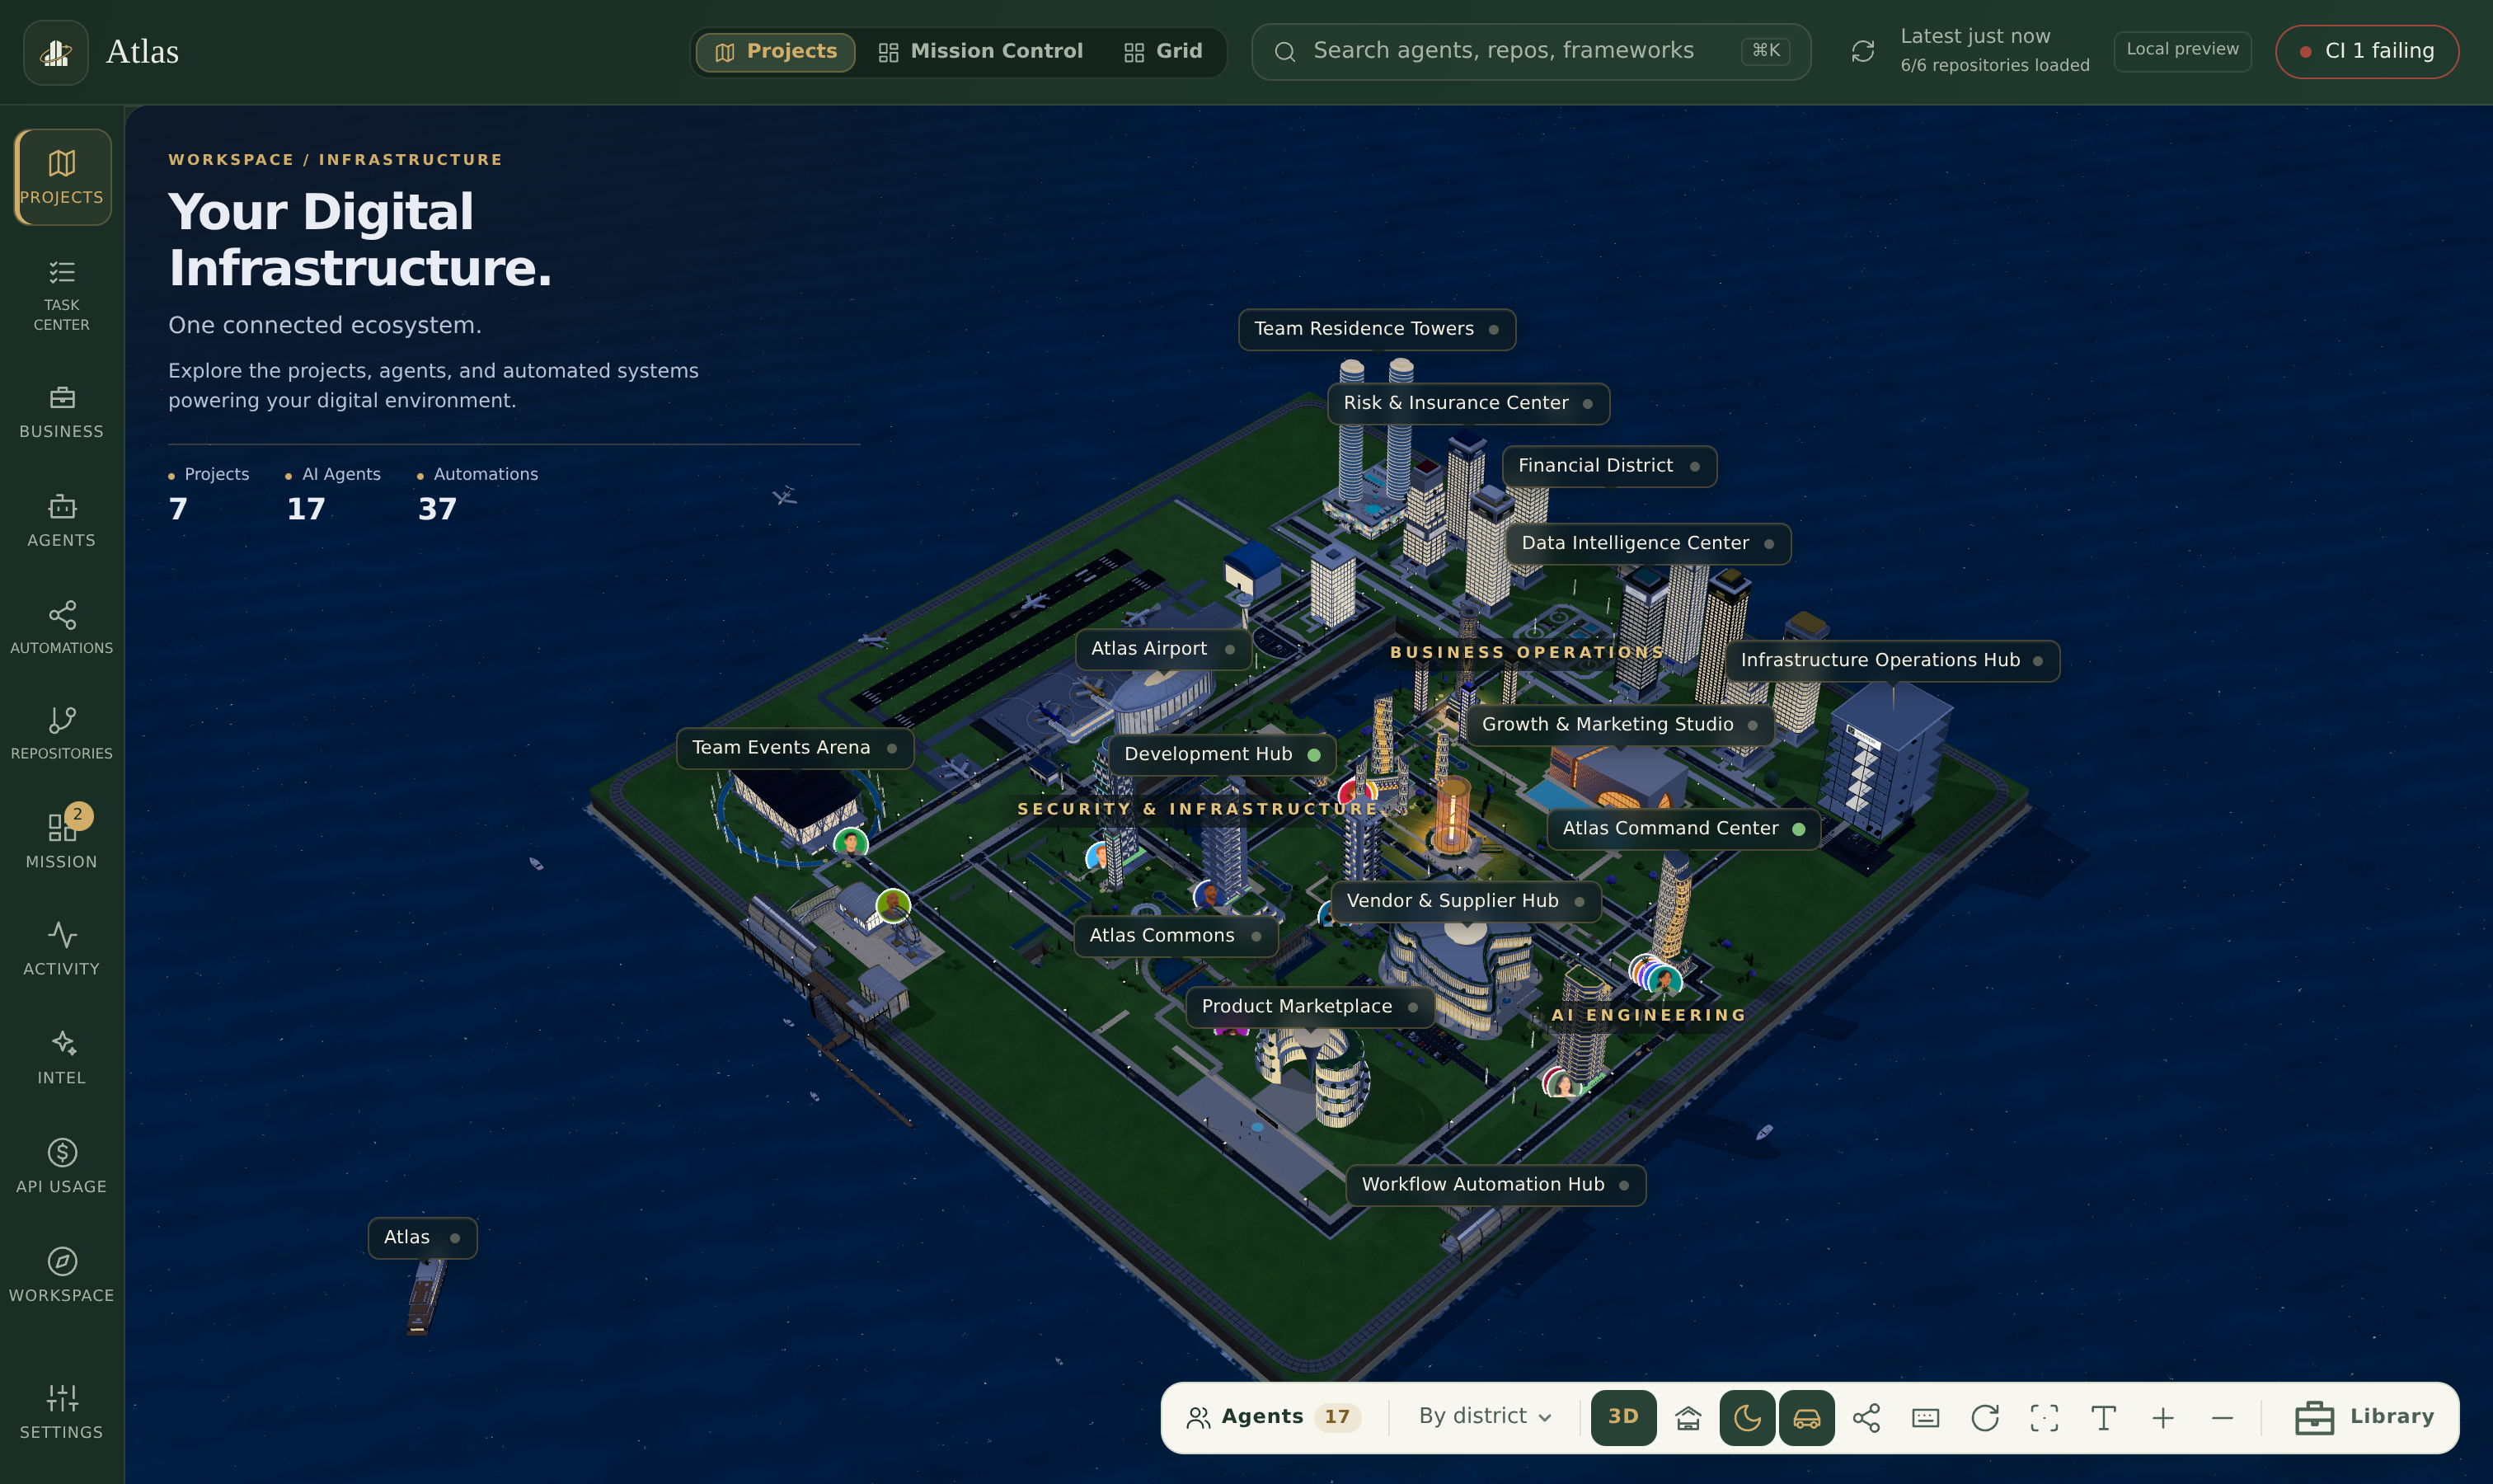 Atlas
Projects
Mission Control
Grid
Search agents, repos, frameworks
⌘K
Latest just now
6/6 repositories loaded
Local preview
CI 1 failing
PROJECTS
TASK
CENTER
BUSINESS
AGENTS
AUTOMATIONS
REPOSITORIES
2
MISSION
ACTIVITY
INTEL
API USAGE
WORKSPACE
SETTINGS
WORKSPACE / INFRASTRUCTURE
Your Digital
Infrastructure.
One connected ecosystem.
Explore the projects, agents, and automated systems
powering your digital environment.
Projects
7
AI Agents
17
Automations
37
Team Residence Towers
Risk & Insurance Center
Financial District
Data Intelligence Center
Atlas Airport
BUSINESS OPERATIONS
Infrastructure Operations Hub
Team Events Arena
Development Hub
Growth & Marketing Studio
SECURITY & INFRASTRUCTURE
Atlas Command Center
Vendor & Supplier Hub
Atlas Commons
Product Marketplace
AI ENGINEERING
Workflow Automation Hub
Atlas
Agents 17
By district
3D
Library